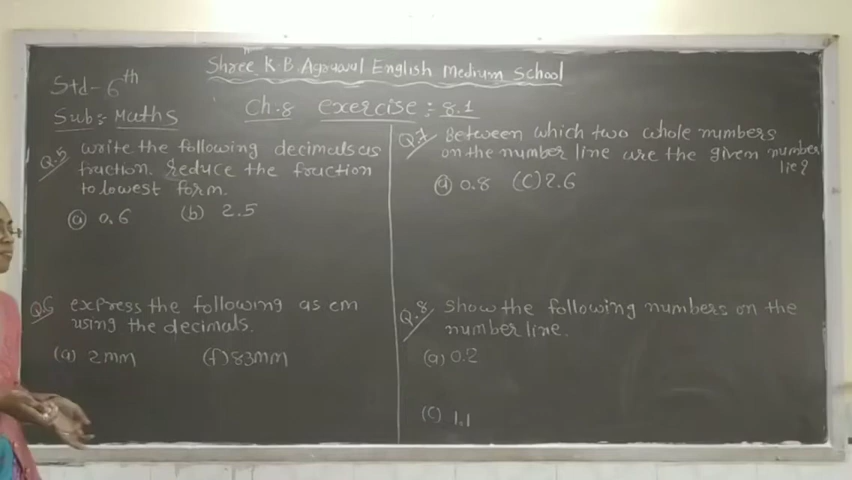 Shree K.B. Agrawal English Medium School
Std - 6th
Sub:- Maths
Ch.8 exercise :- 8.1
Q.5 write the following decimals as
fraction. Reduce the fraction
to lowest form.
(a) 0.6 (b) 2.5
Q.6 express the following as cm
using the decimals.
(a) 2mm (f) 83mm
Q.7 Between which two whole numbers
on the number line are the given number
lie?
(a) 0.8 (C) 2.6
Q.8 Show the following numbers on the
number line.
(a) 0.2
(C) 1.1